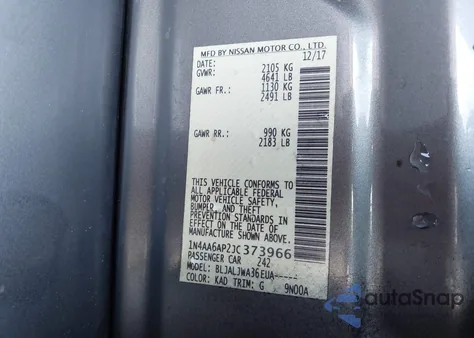 MFD BY NISSAN MOTOR CO., LTD.
DATE: 12/17
GVWR: 2105 KG
4641 LB
GAWR FR.: 1130 KG
2491 LB
GAWR RR.: 990 KG
2183 LB
THIS VEHICLE CONFORMS TO
ALL APPLICABLE FEDERAL
MOTOR VEHICLE SAFETY,
BUMPER, AND THEFT
PREVENTION STANDARDS IN
EFFECT ON THE DATE OF
MANUFACTURE SHOWN ABOVE.
1N4AA6AP2JC373966
PASSENGER CAR 242
MODEL: BLJALJWA36EUA-----
COLOR: KAD TRIM: G 9N00A
autoSnap